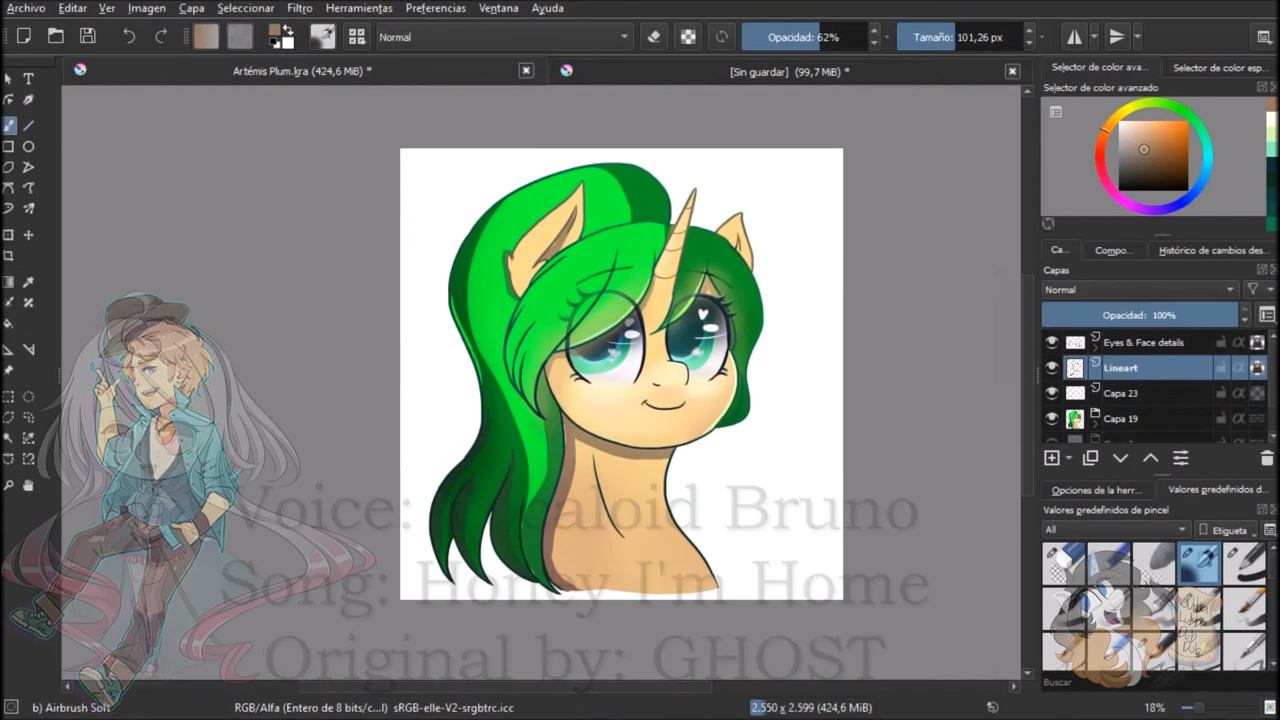 Archivo Editar Ver Imagen Capa Seleccionar Filtro Herramientas Preferencias Ventana Ayuda
Normal Opacidad: 62% Tamaño: 101,26 px
Artémis Plum.kra (424,6 MiB) * [Sin guardar] (99,7 MiB) *
Selector de color ava... Selector de color esp...
Selector de color avanzado
Ca... Compo... Histórico de cambios des...
Capas
Normal
Opacidad: 100%
Eyes & Face details
Lineart
Capa 23
Capa 19
Opciones de la herr... Valores predefinidos d...
Valores predefinidos de pincel
All Etiqueta
Voice: Vocaloid Bruno
Song: Honey I'm Home
Original by: GHOST
Buscar
b) Airbrush Soft RGB/Alfa (Entero de 8 bits/c...l) sRGB-elle-V2-srgbtrc.icc 2.550 x 2.599 (424,6 MiB) 18%